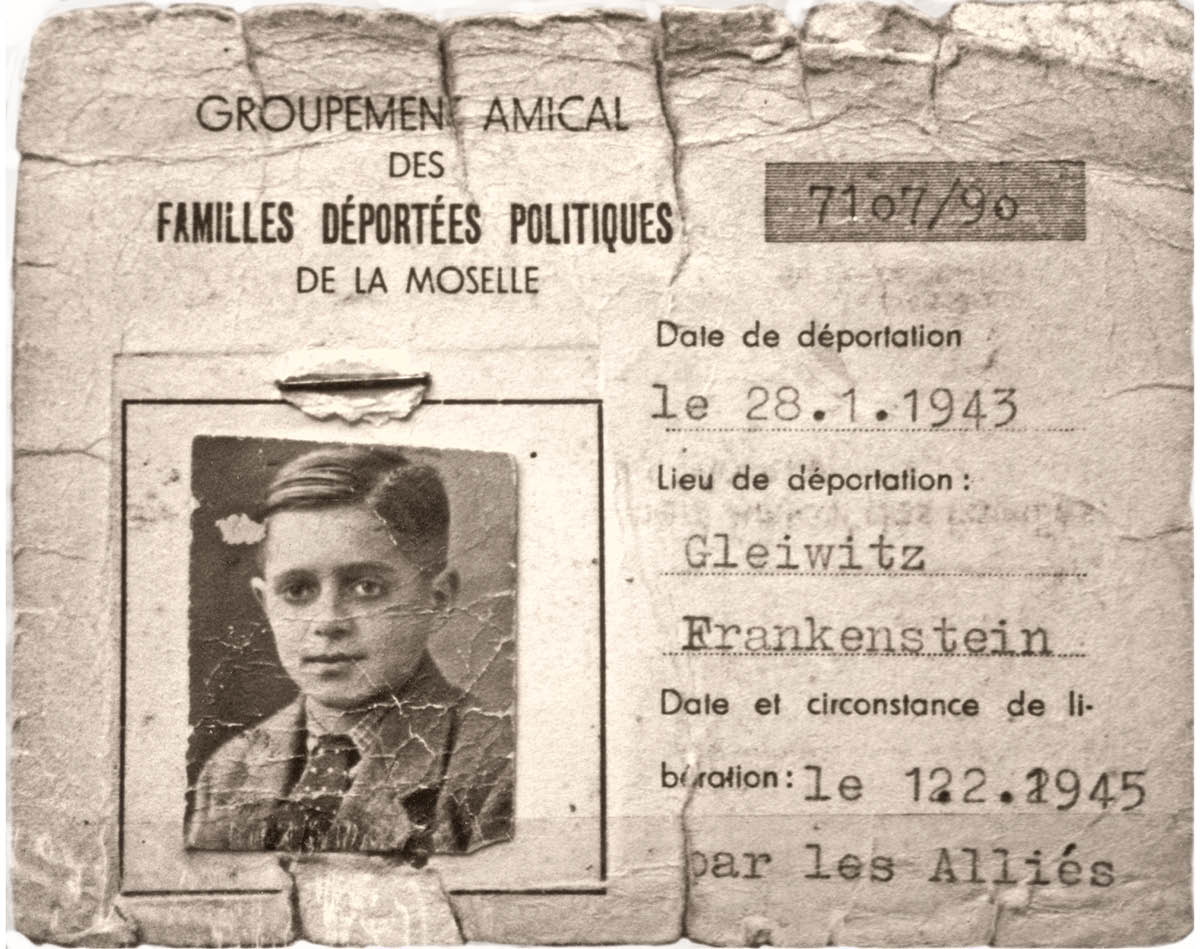 GROUPEMENT AMICAL
DES
FAMILLES DÉPORTÉES POLITIQUES
DE LA MOSELLE
7107/90
Date de déportation
le 28.1.1943
Lieu de déportation :
Gleiwitz
Frankenstein
Date et circonstance de li-
bération : le 12.2.1945
par les Alliés